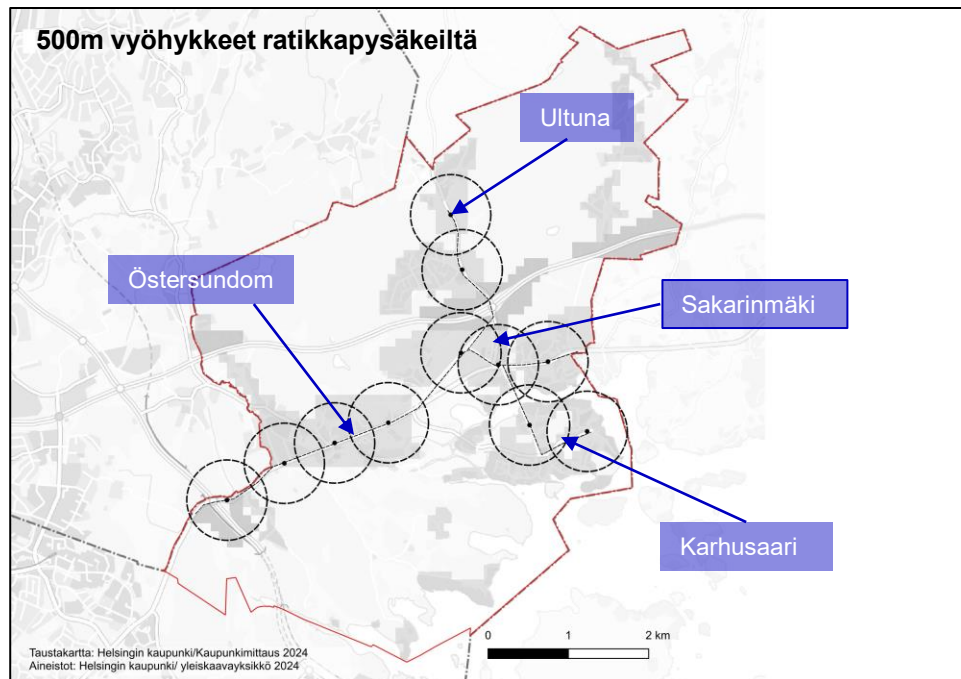 500m vyöhykkeet ratikkapysäkeiltä
Ultuna
Östersundom
Sakarinmäki
Karhusaari
0 1 2 km
Taustakartta: Helsingin kaupunki/Kaupunkimittaus 2024
Aineistot: Helsingin kaupunki/ yleiskaavayksikkö 2024